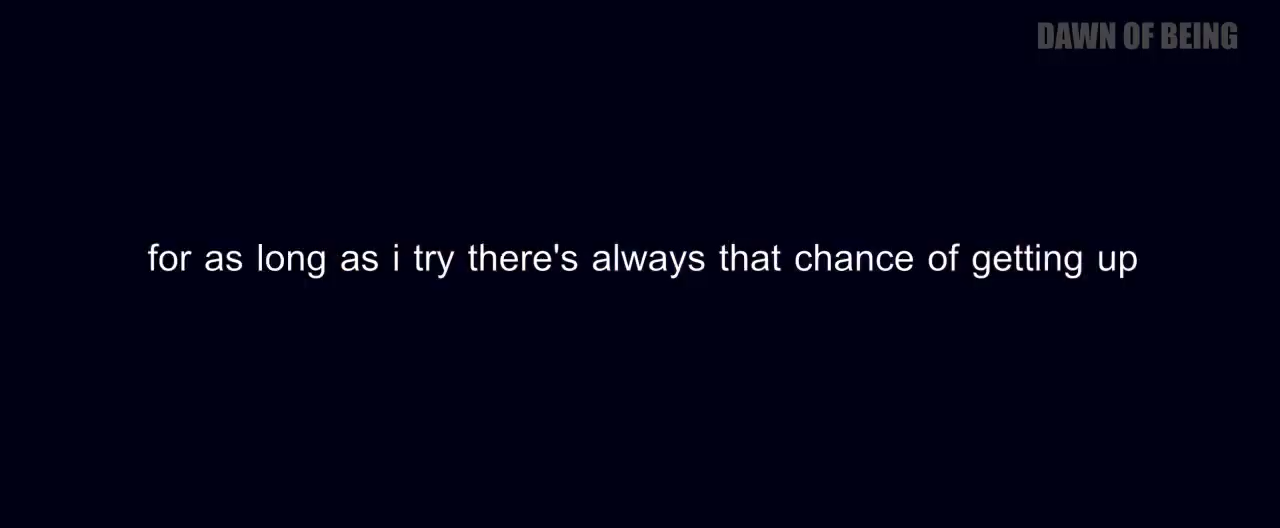 DAWN OF BEING
for as long as i try there's always that chance of getting up